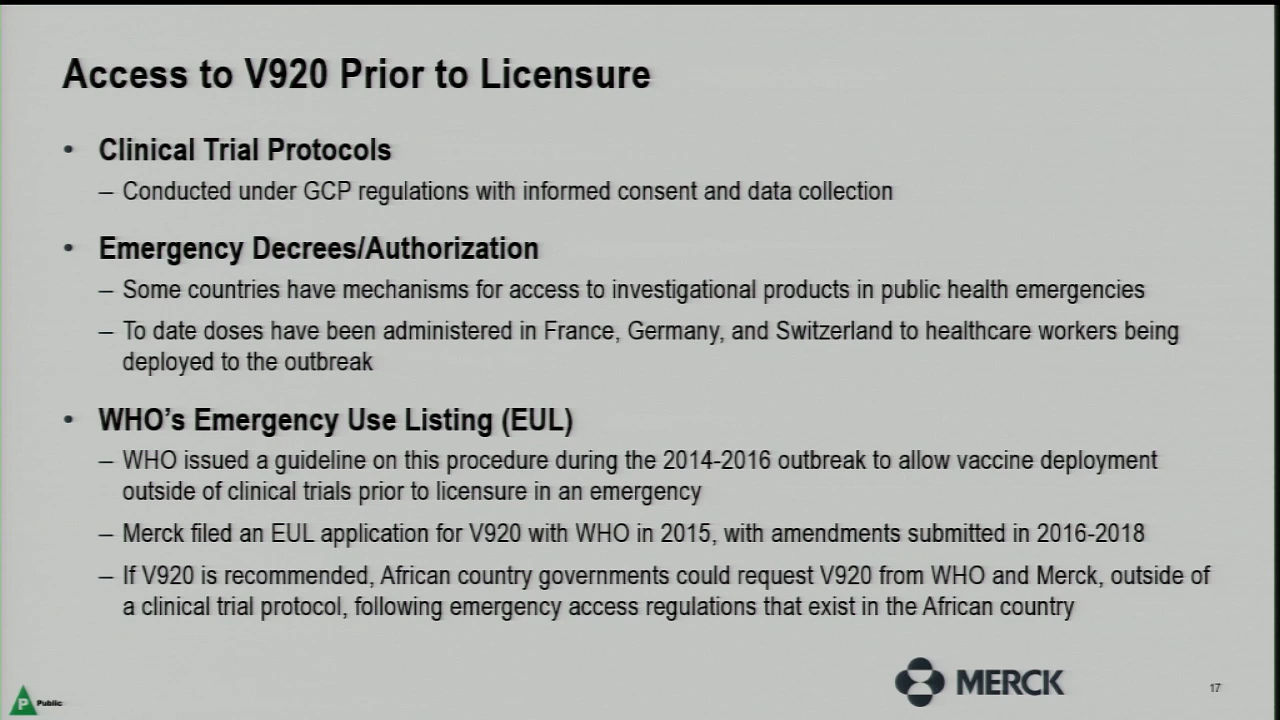 Access to V920 Prior to Licensure
• Clinical Trial Protocols
– Conducted under GCP regulations with informed consent and data collection
• Emergency Decrees/Authorization
– Some countries have mechanisms for access to investigational products in public health emergencies
– To date doses have been administered in France, Germany, and Switzerland to healthcare workers being
deployed to the outbreak
• WHO’s Emergency Use Listing (EUL)
– WHO issued a guideline on this procedure during the 2014-2016 outbreak to allow vaccine deployment
outside of clinical trials prior to licensure in an emergency
– Merck filed an EUL application for V920 with WHO in 2015, with amendments submitted in 2016-2018
– If V920 is recommended, African country governments could request V920 from WHO and Merck, outside of
a clinical trial protocol, following emergency access regulations that exist in the African country
MERCK
17
P Public